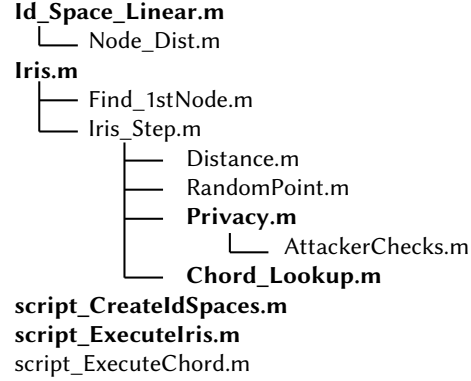 Id_Space_Linear.m
Node_Dist.m
Iris.m
Find_1stNode.m
Iris_Step.m
Distance.m
RandomPoint.m
Privacy.m
AttackerChecks.m
Chord_Lookup.m
script_CreateIdSpaces.m
script_ExecuteIris.m
script_ExecuteChord.m